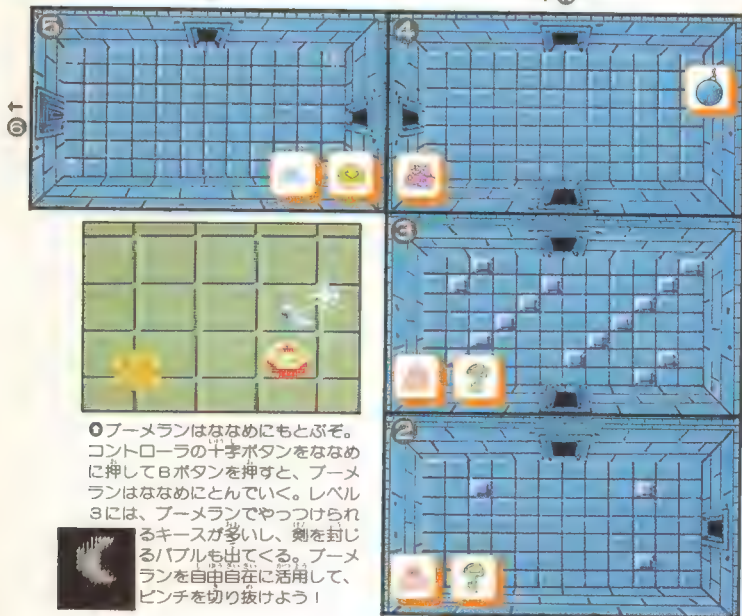 ⑤
④
⑥←
③
ブーメランはななめにもとぶぞ。
コントローラの十字ボタンをななめ
に押してBボタンを押すと、ブーメ
ランはななめにとんでいく。レベル
3には、ブーメランでやっつけられ
るキースが多いし、剣を封じ
るバブルも出てくる。ブーメ
ランを自由自在に活用して、
ピンチを切り抜けよう!
②